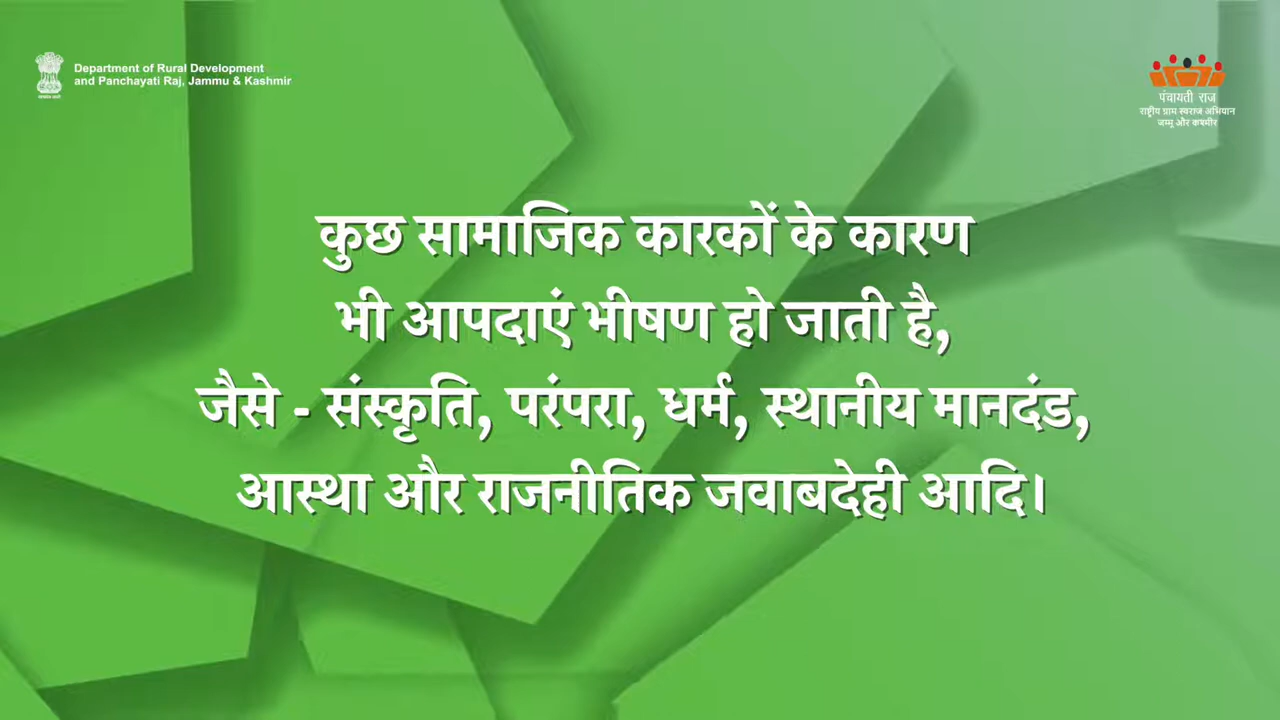 Department of Rural Development
and Panchayati Raj, Jammu & Kashmir
पंचायती राज
राष्ट्रीय ग्राम स्वराज अभियान
जम्मू और कश्मीर
कुछ सामाजिक कारकों के कारण
भी आपदाएं भीषण हो जाती है,
जैसे - संस्कृति, परंपरा, धर्म, स्थानीय मानदंड,
आस्था और राजनीतिक जवाबदेही आदि।